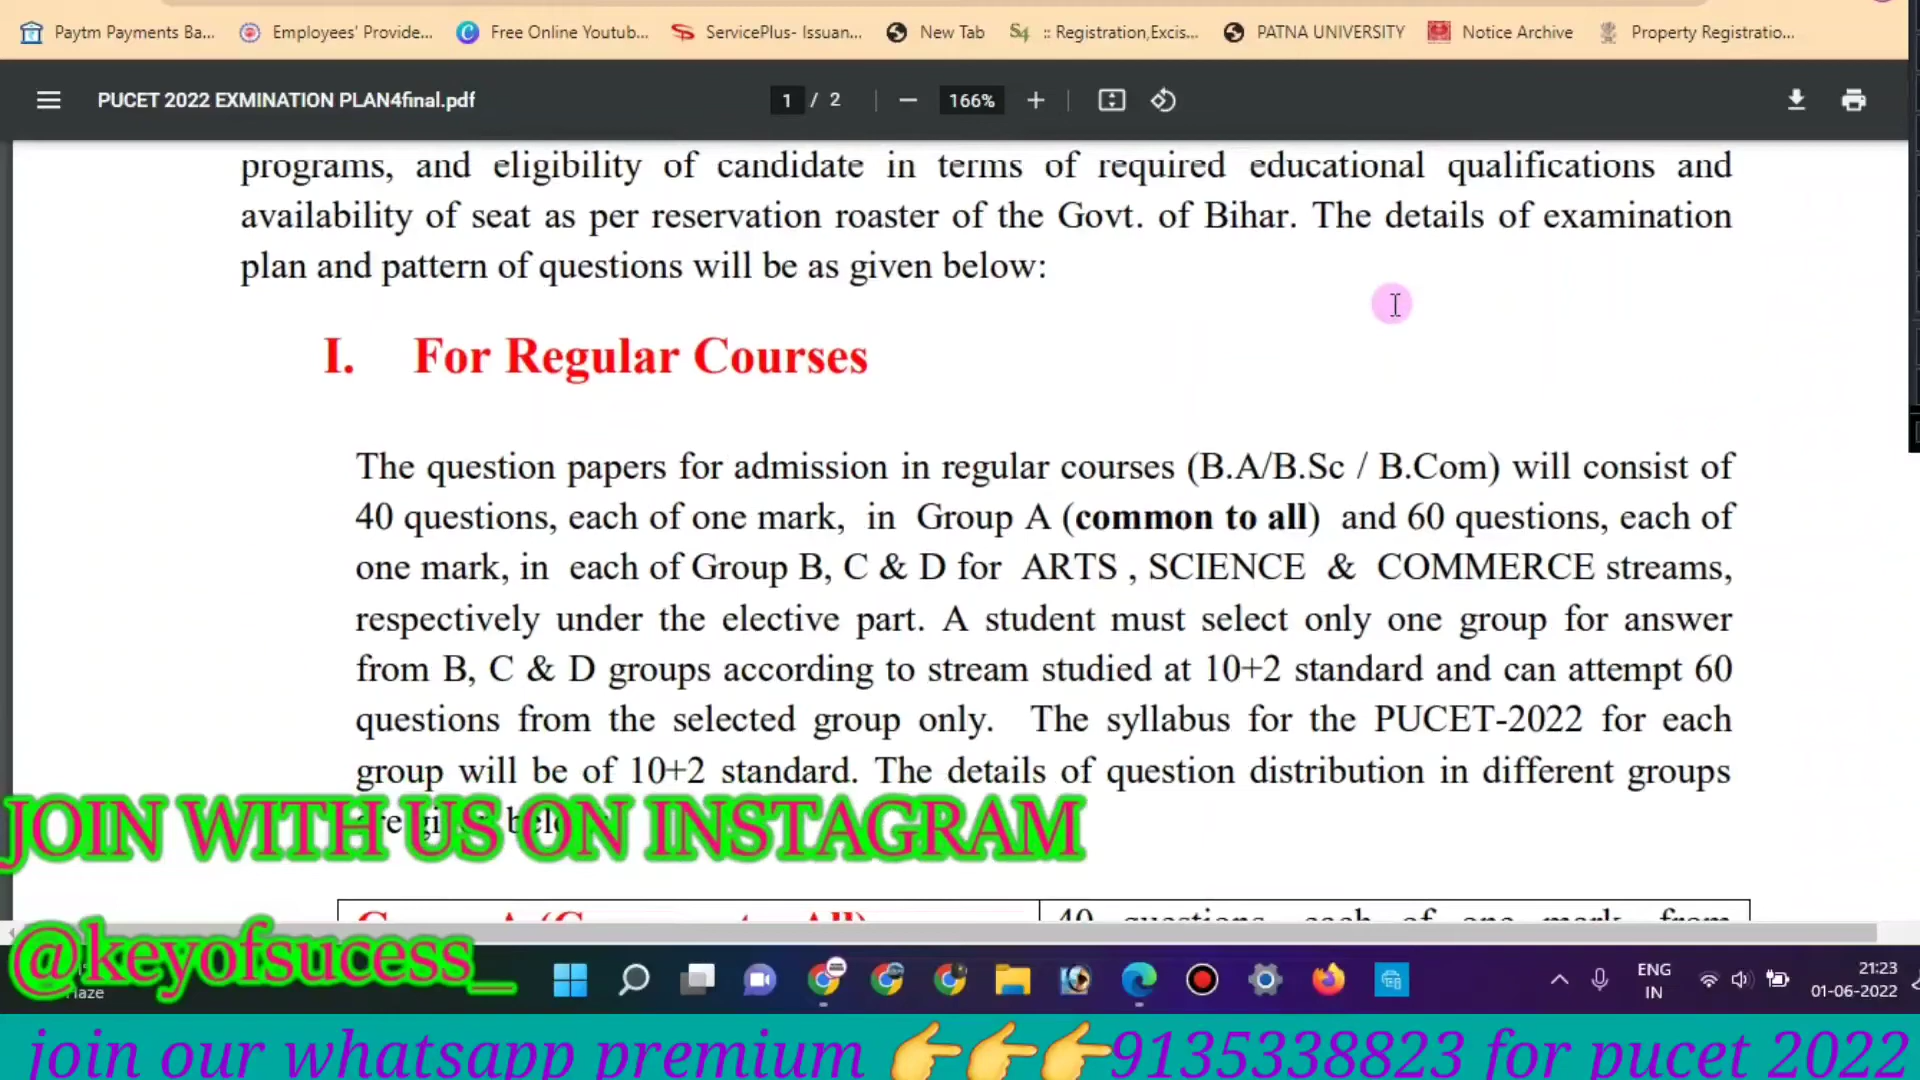 Paytm Payments Ba... Employees' Provide... Free Online Youtub... ServicePlus- Issuan... New Tab :: Registration,Excis... PATNA UNIVERSITY Notice Archive Property Registratio...
PUCET 2022 EXMINATION PLAN4final.pdf 1 / 2 166%
programs, and eligibility of candidate in terms of required educational qualifications and
availability of seat as per reservation roaster of the Govt. of Bihar. The details of examination
plan and pattern of questions will be as given below:
I. For Regular Courses
The question papers for admission in regular courses (B.A/B.Sc / B.Com) will consist of
40 questions, each of one mark, in Group A (common to all) and 60 questions, each of
one mark, in each of Group B, C & D for ARTS , SCIENCE & COMMERCE streams,
respectively under the elective part. A student must select only one group for answer
from B, C & D groups according to stream studied at 10+2 standard and can attempt 60
questions from the selected group only. The syllabus for the PUCET-2022 for each
group will be of 10+2 standard. The details of question distribution in different groups
JOIN WITH US ON INSTAGRAM
40 questions, each of one mark, from
@keyofsucess_
Haze
ENG
IN
21:23
01-06-2022
join our whatsapp premium 👉👉👉9135338823 for pucet 2022